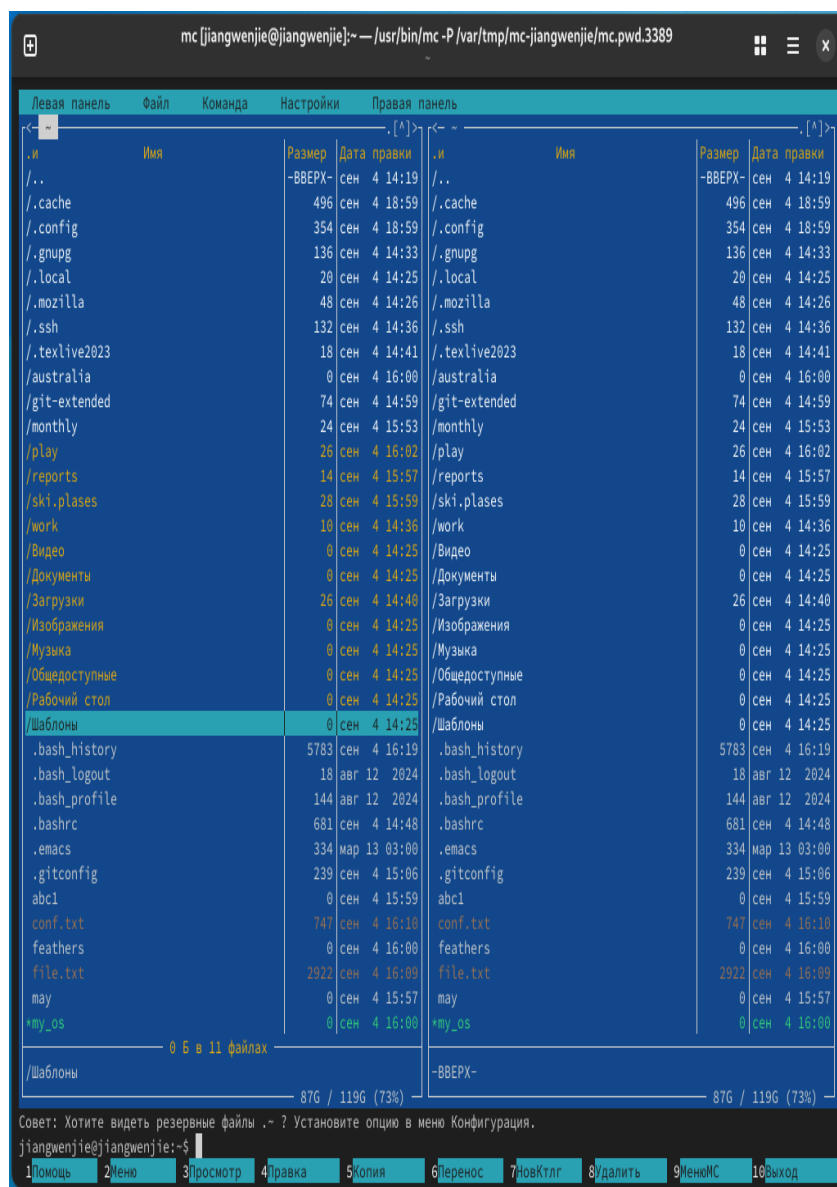 mc [jiangwenjie@jiangwenjie]:~ — /usr/bin/mc -P /var/tmp/mc-jiangwenjie/mc.pwd.3389
~
Левая панель Файл Команда Настройки Правая панель
<- ~ .[^]> <- ~ .[^]>
.и Имя Размер Дата правки .и Имя Размер Дата правки
/.. -ВВЕРХ- сен 4 14:19 /.. -ВВЕРХ- сен 4 14:19
/.cache 496 сен 4 18:59 /.cache 496 сен 4 18:59
/.config 354 сен 4 18:59 /.config 354 сен 4 18:59
/.gnupg 136 сен 4 14:33 /.gnupg 136 сен 4 14:33
/.local 20 сен 4 14:25 /.local 20 сен 4 14:25
/.mozilla 48 сен 4 14:26 /.mozilla 48 сен 4 14:26
/.ssh 132 сен 4 14:36 /.ssh 132 сен 4 14:36
/.texlive2023 18 сен 4 14:41 /.texlive2023 18 сен 4 14:41
/australia 0 сен 4 16:00 /australia 0 сен 4 16:00
/git-extended 74 сен 4 14:59 /git-extended 74 сен 4 14:59
/monthly 24 сен 4 15:53 /monthly 24 сен 4 15:53
/play 26 сен 4 16:02 /play 26 сен 4 16:02
/reports 14 сен 4 15:57 /reports 14 сен 4 15:57
/ski.plases 28 сен 4 15:59 /ski.plases 28 сен 4 15:59
/work 10 сен 4 14:36 /work 10 сен 4 14:36
/Видео 0 сен 4 14:25 /Видео 0 сен 4 14:25
/Документы 0 сен 4 14:25 /Документы 0 сен 4 14:25
/Загрузки 26 сен 4 14:40 /Загрузки 26 сен 4 14:40
/Изображения 0 сен 4 14:25 /Изображения 0 сен 4 14:25
/Музыка 0 сен 4 14:25 /Музыка 0 сен 4 14:25
/Общедоступные 0 сен 4 14:25 /Общедоступные 0 сен 4 14:25
/Рабочий стол 0 сен 4 14:25 /Рабочий стол 0 сен 4 14:25
/Шаблоны 0 сен 4 14:25 /Шаблоны 0 сен 4 14:25
.bash_history 5783 сен 4 16:19 .bash_history 5783 сен 4 16:19
.bash_logout 18 авг 12 2024 .bash_logout 18 авг 12 2024
.bash_profile 144 авг 12 2024 .bash_profile 144 авг 12 2024
.bashrc 681 сен 4 14:48 .bashrc 681 сен 4 14:48
.emacs 334 мар 13 03:00 .emacs 334 мар 13 03:00
.gitconfig 239 сен 4 15:06 .gitconfig 239 сен 4 15:06
abc1 0 сен 4 15:59 abc1 0 сен 4 15:59
conf.txt 747 сен 4 16:10 conf.txt 747 сен 4 16:10
feathers 0 сен 4 16:00 feathers 0 сен 4 16:00
file.txt 2922 сен 4 16:09 file.txt 2922 сен 4 16:09
may 0 сен 4 15:57 may 0 сен 4 15:57
*my_os 0 сен 4 16:00 *my_os 0 сен 4 16:00
0 Б в 11 файлах
/Шаблоны -ВВЕРХ-
87G / 119G (73%) 87G / 119G (73%)
Совет: Хотите видеть резервные файлы .~ ? Установите опцию в меню Конфигурация.
jiangwenjie@jiangwenjie:~$
1Помощь 2Меню 3Просмотр 4Правка 5Копия 6Перенос 7НовКтлг 8Удалить 9МенюМС 10Выход